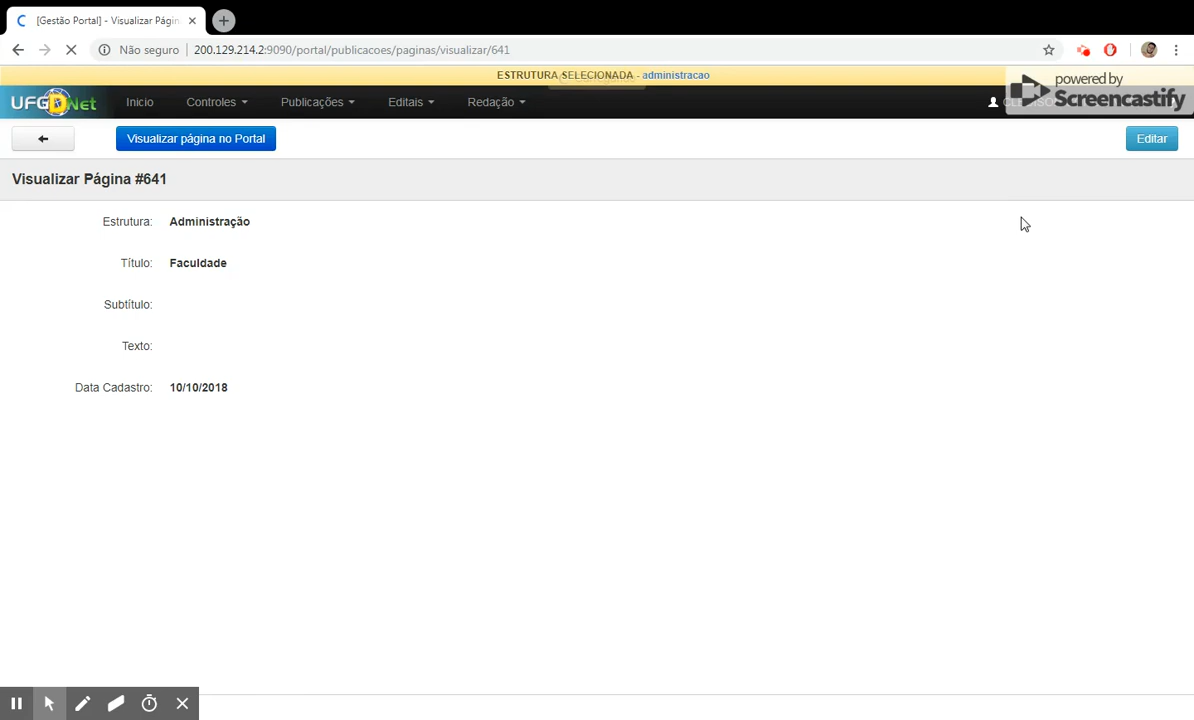 [Gestão Portal] - Visualizar Págin
Não seguro
200.129.214.2:9090/portal/publicacoes/paginas/visualizar/641
ESTRUTURA SELECIONADA - administracao
powered by
Screencastify
UFGDNet
Inicio
Controles
Publicações
Editais
Redação
Visualizar página no Portal
Editar
Visualizar Página #641
Estrutura: Administração
Título: Faculdade
Subtítulo:
Texto:
Data Cadastro: 10/10/2018